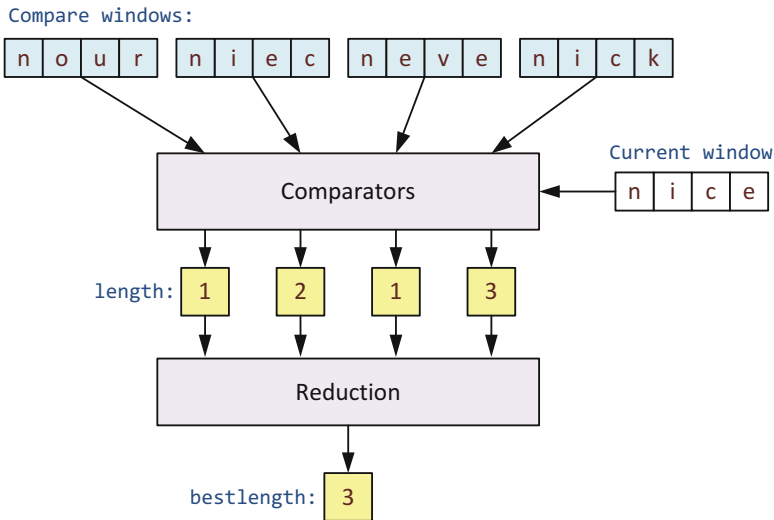 Compare windows:
n o u r n i e c n e v e n i c k
Current window
Comparators
n i c e
length: 1 2 1 3
Reduction
bestlength: 3